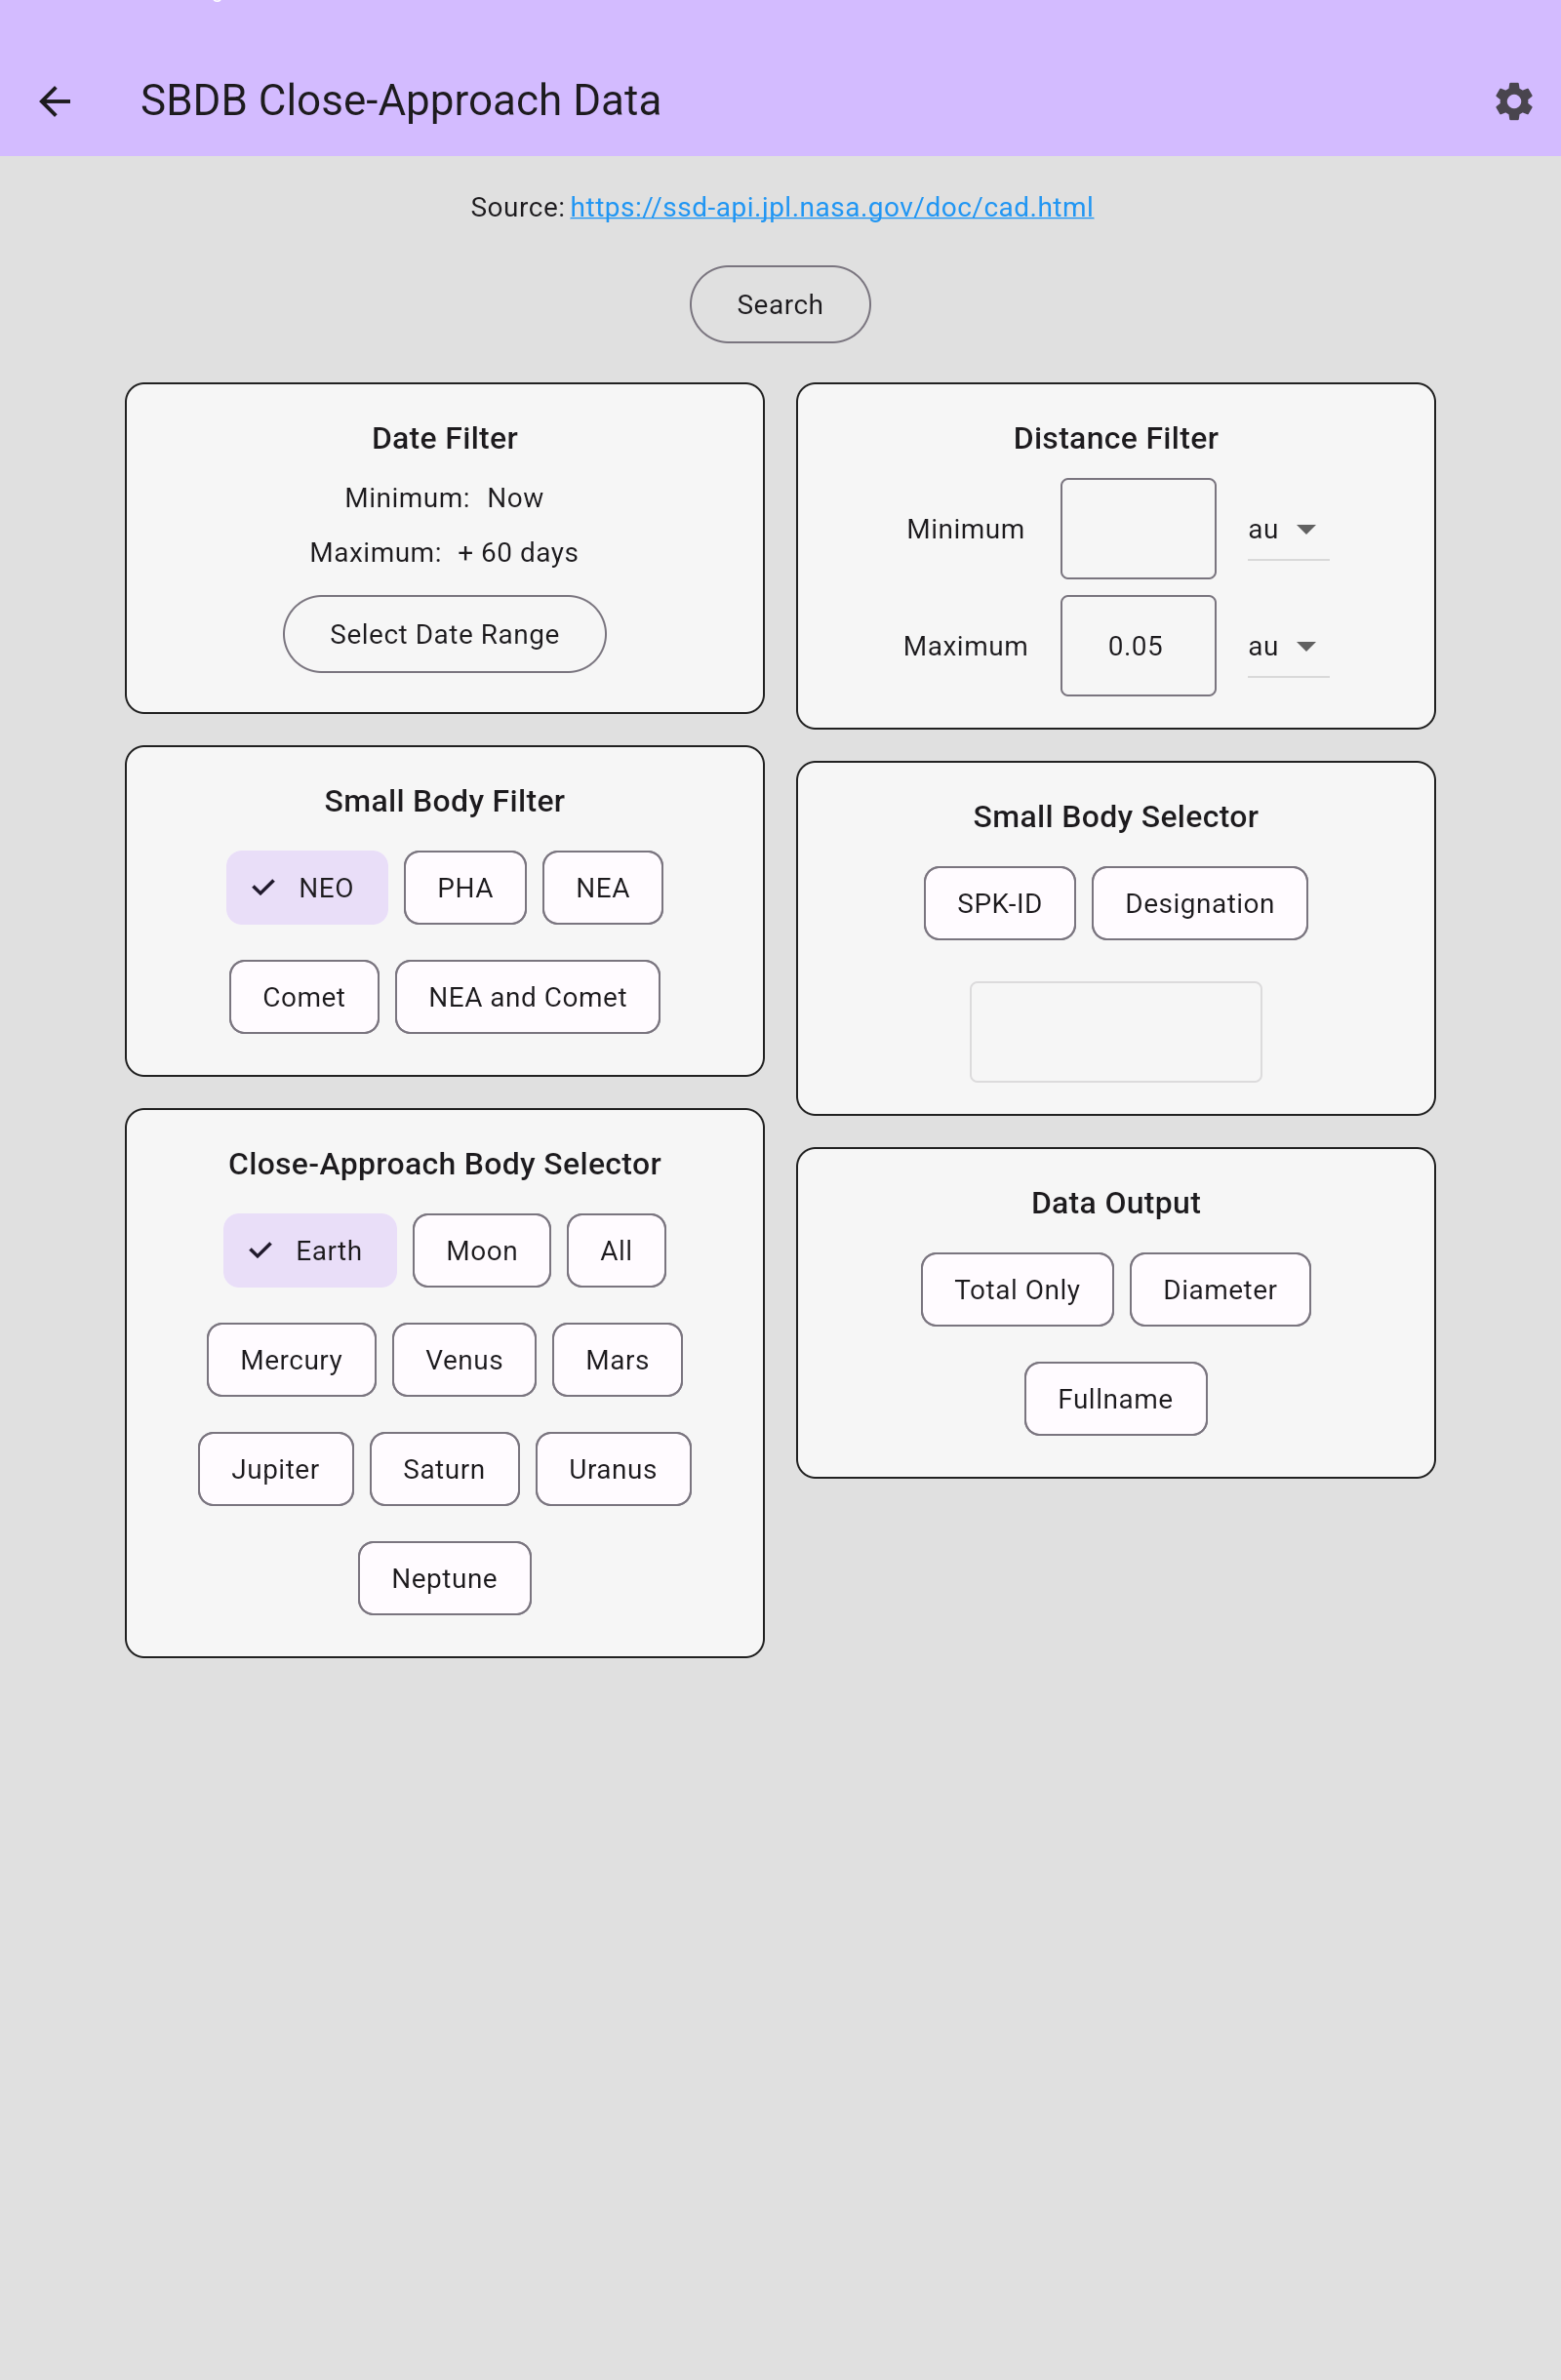 SBDB Close-Approach Data
Source: https://ssd-api.jpl.nasa.gov/doc/cad.html
Search
Date Filter
Minimum: Now
Maximum: + 60 days
Select Date Range
Distance Filter
Minimum au
Maximum 0.05 au
Small Body Filter
NEO PHA NEA
Comet NEA and Comet
Small Body Selector
SPK-ID Designation
Close-Approach Body Selector
Earth Moon All
Mercury Venus Mars
Jupiter Saturn Uranus
Neptune
Data Output
Total Only Diameter
Fullname